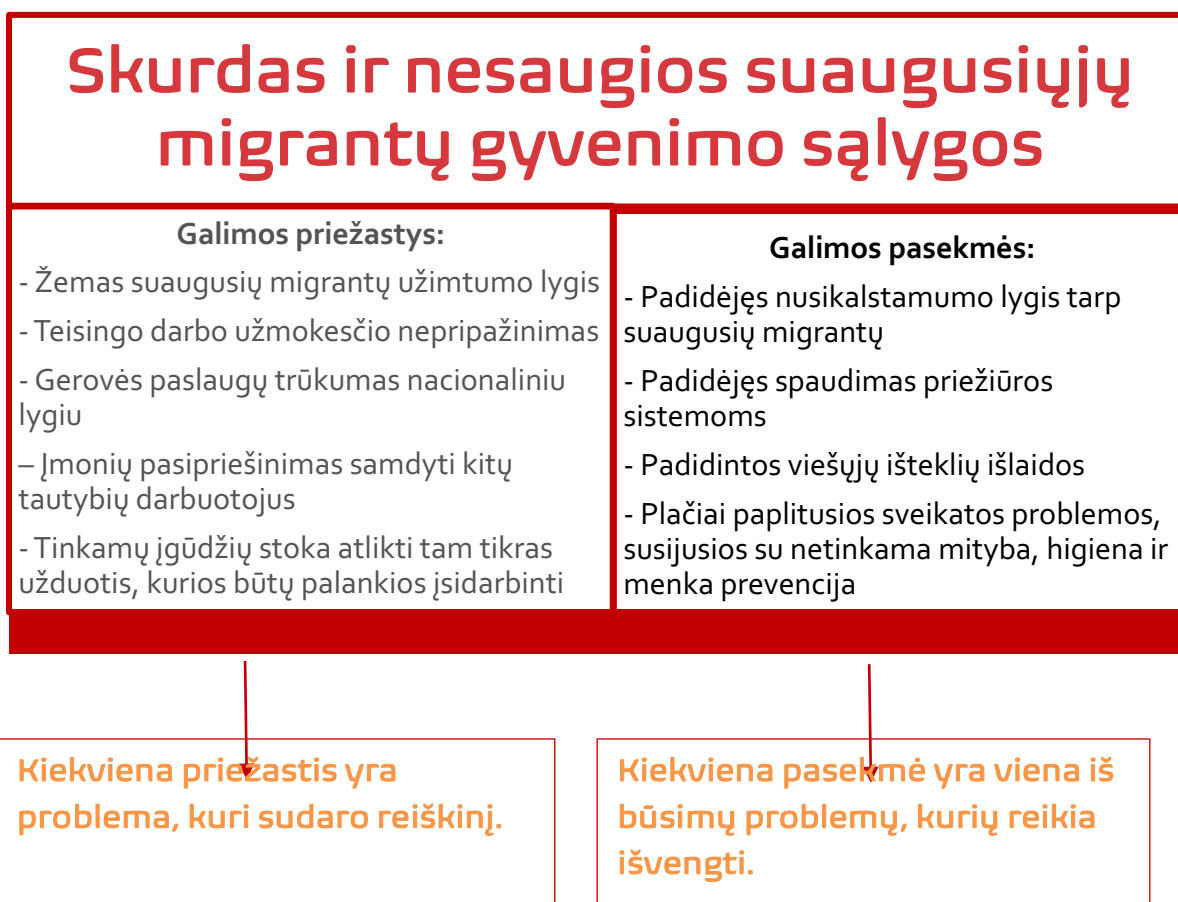 Skurdas ir nesaugios suaugusiųjų
migrantų gyvenimo sąlygos
Galimos priežastys:
- Žemas suaugusių migrantų užimtumo lygis
- Teisingo darbo užmokesčio nepripažinimas
- Gerovės paslaugų trūkumas nacionaliniu
lygiu
– Įmonių pasipriešinimas samdyti kitų
tautybių darbuotojus
- Tinkamų įgūdžių stoka atlikti tam tikras
užduotis, kurios būtų palankios įsidarbinti
Galimos pasekmės:
- Padidėjęs nusikalstamumo lygis tarp
suaugusių migrantų
- Padidėjęs spaudimas priežiūros
sistemoms
- Padidintos viešųjų išteklių išlaidos
- Plačiai paplitusios sveikatos problemos,
susijusios su netinkama mityba, higiena ir
menka prevencija
Kiekviena priežastis yra
problema, kuri sudaro reiškinį.
Kiekviena pasekmė yra viena iš
būsimų problemų, kurių reikia
išvengti.